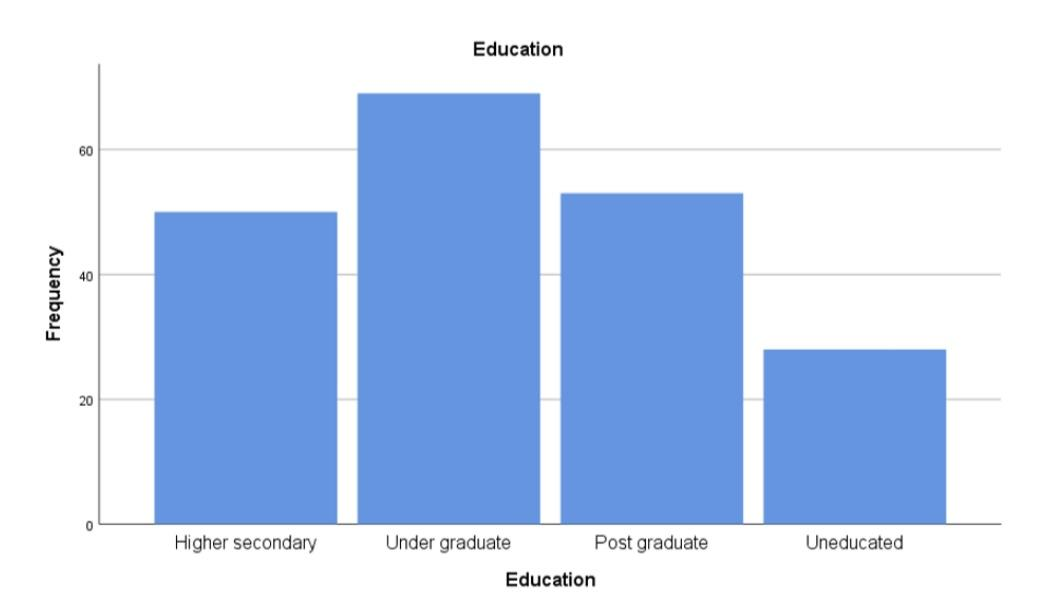 Education
Frequency
60
40
20
0
Higher secondary Under graduate Post graduate Uneducated
Education